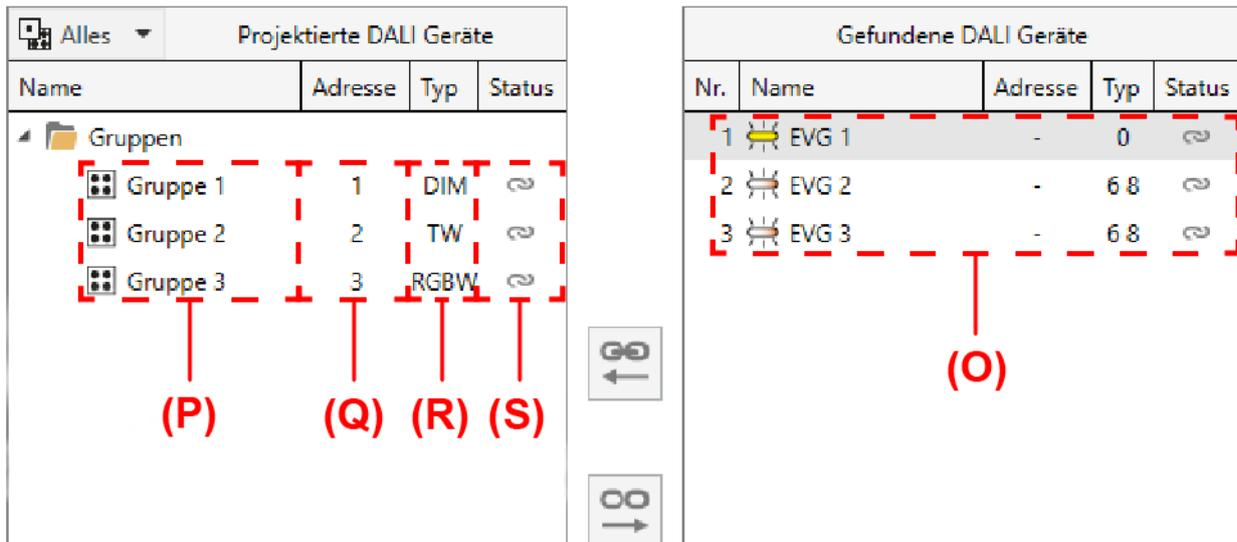 Alles Projektierte DALI Geräte
Name Adresse Typ Status
Gruppen
Gruppe 1 1 DIM
Gruppe 2 2 TW
Gruppe 3 3 RGBW
(P) (Q) (R) (S)
Gefundene DALI Geräte
Nr. Name Adresse Typ Status
1 EVG 1 - 0
2 EVG 2 - 6 8
3 EVG 3 - 6 8
(O)